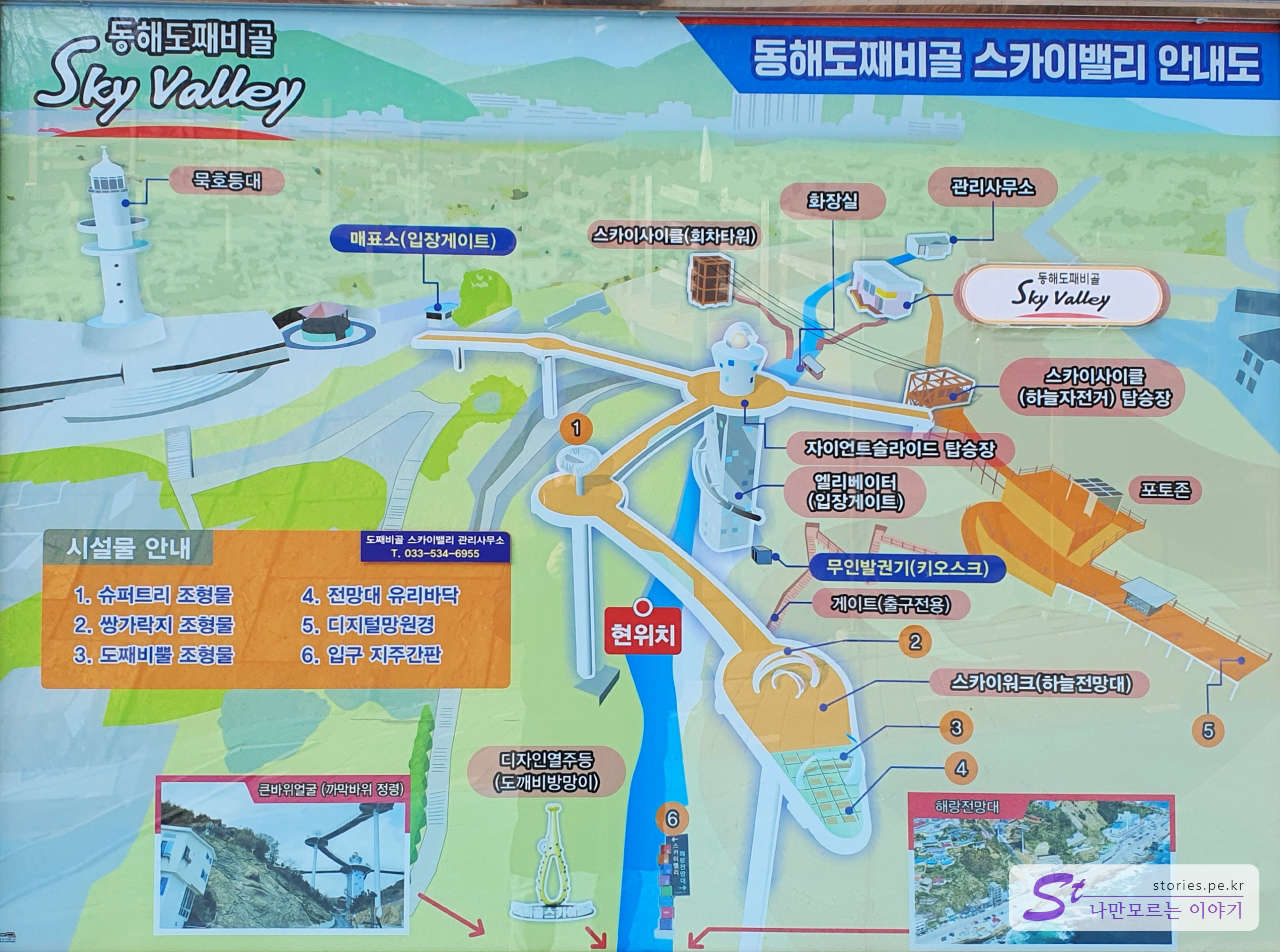 동해도째비골
Sky Valley
동해도째비골 스카이밸리 안내도
묵호등대
매표소(입장게이트)
스카이사이클(회차타워)
화장실
관리사무소
동해도째비골
Sky Valley
스카이사이클
(하늘자전거) 탑승장
자이언트슬라이드 탑승장
엘리베이터
(입장게이트)
포토존
무인발권기(키오스크)
게이트(출구전용)
1
시설물 안내
도째비골 스카이밸리 관리사무소
T. 033-534-6955
1. 슈퍼트리 조형물
2. 쌍가락지 조형물
3. 도째비뿔 조형물
4. 전망대 유리바닥
5. 디지털망원경
6. 입구 지주간판
현위치
2
스카이워크(하늘전망대)
3
4
5
디자인열주등
(도깨비방망이)
6
큰바위얼굴 (까막바위 정령)
해랑전망대
St
stories.pe.kr
나만모르는 이야기